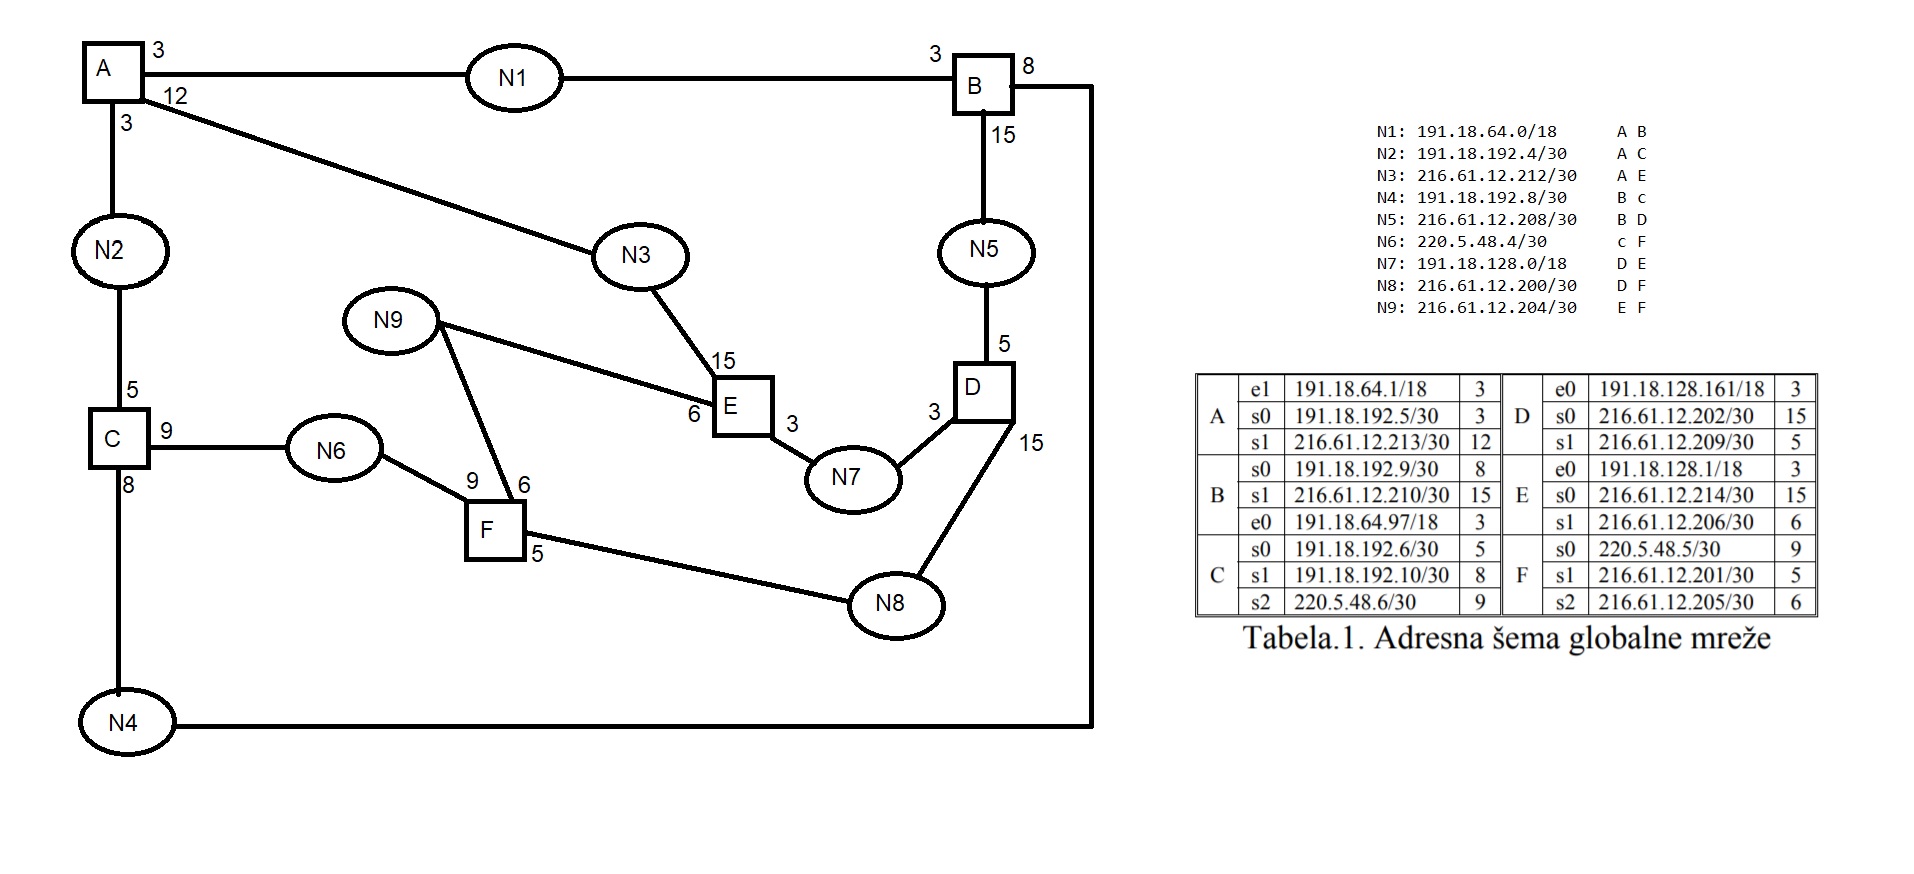 A 3 N1 3 B 8
12
3 15
N2 N3 N5
N9
15 5
5 6 E 3 3 D 15
C 9 N6 N7
8 9 6
F 5
N8
N4
N1: 191.18.64.0/18 A B
N2: 191.18.192.4/30 A C
N3: 216.61.12.212/30 A E
N4: 191.18.192.8/30 B c
N5: 216.61.12.208/30 B D
N6: 220.5.48.4/30 c F
N7: 191.18.128.0/18 D E
N8: 216.61.12.200/30 D F
N9: 216.61.12.204/30 E F
e1 191.18.64.1/18 3 e0 191.18.128.161/18 3
A s0 191.18.192.5/30 3 D s0 216.61.12.202/30 15
s1 216.61.12.213/30 12 s1 216.61.12.209/30 5
s0 191.18.192.9/30 8 e0 191.18.128.1/18 3
B s1 216.61.12.210/30 15 E s0 216.61.12.214/30 15
e0 191.18.64.97/18 3 s1 216.61.12.206/30 6
s0 191.18.192.6/30 5 s0 220.5.48.5/30 9
C s1 191.18.192.10/30 8 F s1 216.61.12.201/30 5
s2 220.5.48.6/30 9 s2 216.61.12.205/30 6
Tabela.1. Adresna šema globalne mreže